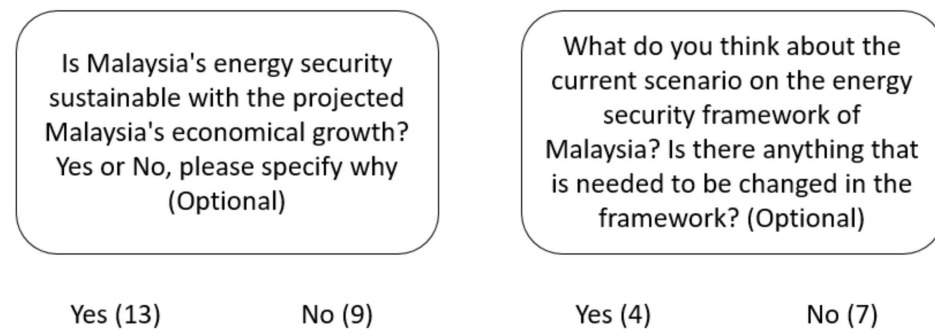 Is Malaysia's energy security
sustainable with the projected
Malaysia's economical growth?
Yes or No, please specify why
(Optional)
What do you think about the
current scenario on the energy
security framework of
Malaysia? Is there anything that
is needed to be changed in the
framework? (Optional)
Yes (13)
No (9)
Yes (4)
No (7)